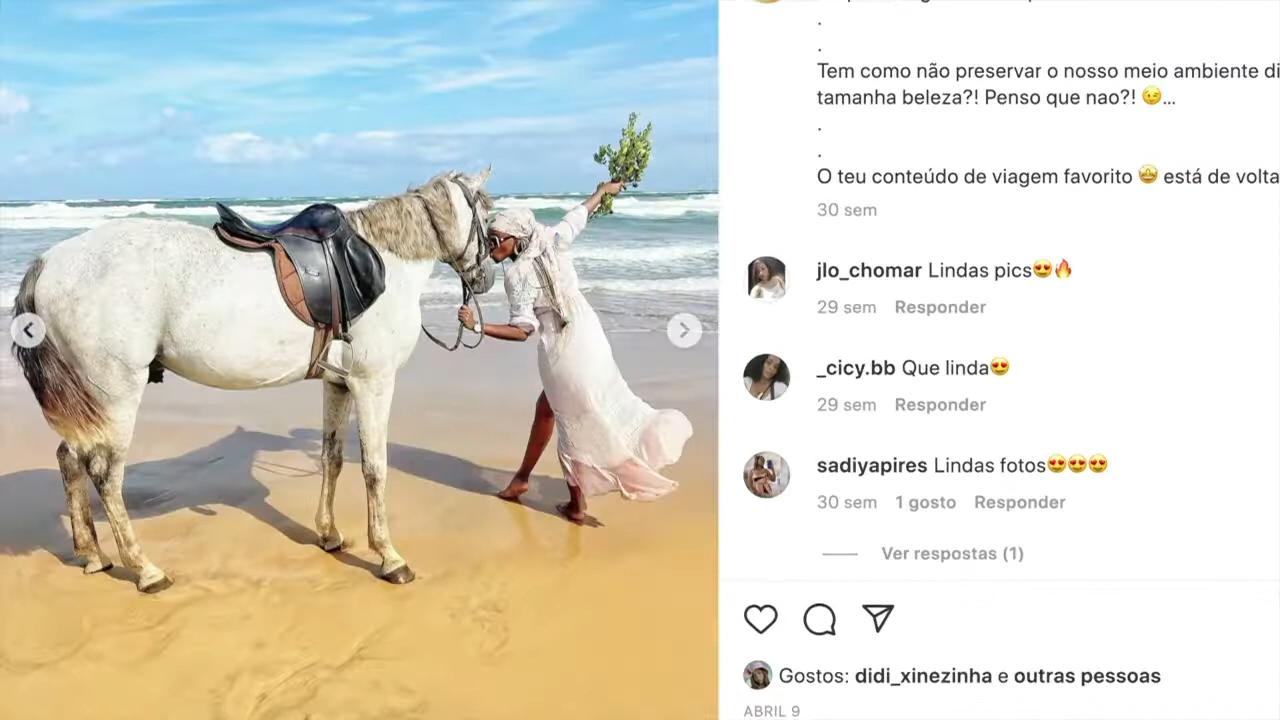 .
.
Tem como não preservar o nosso meio ambiente di
tamanha beleza?! Penso que nao?! 😉...
.
.
O teu conteúdo de viagem favorito 🤩 está de volta
30 sem
jlo_chomar Lindas pics😍🔥
29 sem Responder
_cicy.bb Que linda😍
29 sem Responder
sadiyapires Lindas fotos😍😍😍
30 sem 1 gosto Responder
Ver respostas (1)
Gostos: didi_xinezinha e outras pessoas
ABRIL 9